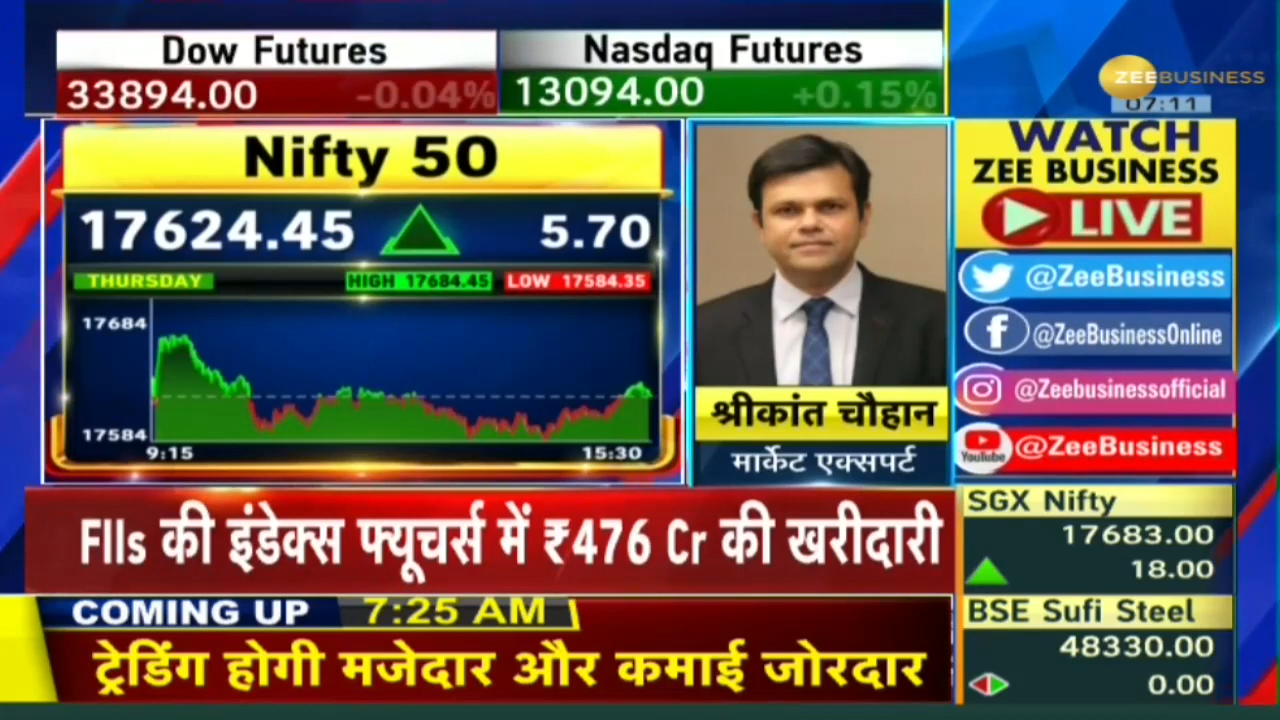 Dow Futures
33894.00 -0.04%
Nasdaq Futures
13094.00 +0.15%
ZEEBUSINESS
07:11
Nifty 50
17624.45 5.70
THURSDAY HIGH 17684.45 LOW 17584.35
17684
17584
9:15 15:30
श्रीकांत चौहान
मार्केट एक्सपर्ट
WATCH
ZEE BUSINESS
LIVE
@ZeeBusiness
@ZeeBusinessOnline
@Zeebusinessofficial
YouTube @ZeeBusiness
FIIs की इंडेक्स फ्यूचर्स में ₹476 Cr की खरीदारी
COMING UP 7:25 AM
ट्रेडिंग होगी मजेदार और कमाई जोरदार
SGX Nifty
17683.00
18.00
BSE Sufi Steel
48330.00
0.00